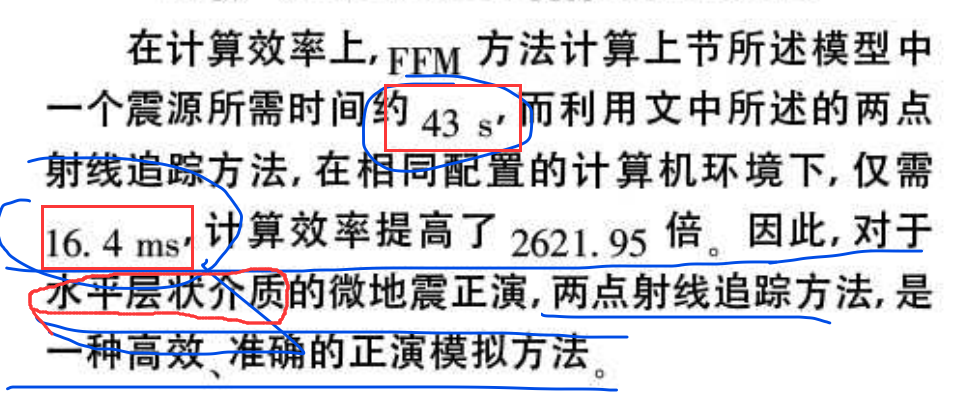 在计算效率上,FFM 方法计算上节所述模型中
一个震源所需时间约 43 s,而利用文中所述的两点
射线追踪方法,在相同配置的计算机环境下,仅需
16.4 ms,计算效率提高了 2621.95 倍。因此,对于
水平层状介质的微地震正演,两点射线追踪方法,是
一种高效、准确的正演模拟方法。